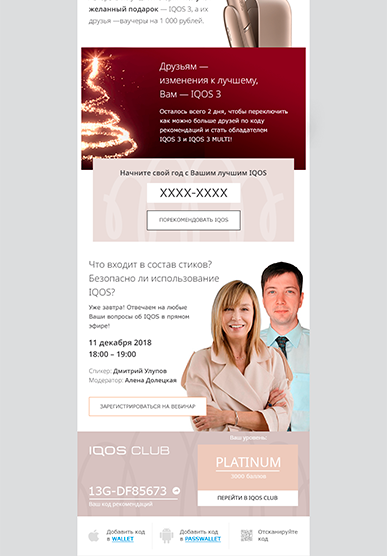 желанный подарок — IQOS 3, а их
друзья —ваучеры на 1 000 рублей.
Друзьям —
изменения к лучшему,
Вам — IQOS 3
Осталось всего 2 дня, чтобы переключить
как можно больше друзей по коду
рекомендаций и стать обладателем
IQOS 3 и IQOS 3 MULTI!
Начните свой год с Вашим лучшим IQOS
XXXX-XXXX
ПОРЕКОМЕНДОВАТЬ IQOS
Что входит в состав стиков?
Безопасно ли использование
IQOS?
Уже завтра! Отвечаем на любые
Ваши вопросы об IQOS в прямом
эфире!
11 декабря 2018
18:00 – 19:00
Спикер: Дмитрий Улупов
Модератор: Алена Долецкая
ЗАРЕГИСТРИРОВАТЬСЯ НА ВЕБИНАР
IQOS CLUB
13G-DF85673
Ваш код рекомендаций
Ваш уровень:
PLATINUM
3000 баллов
ПЕРЕЙТИ В IQOS CLUB
Добавить код
в WALLET
Добавить код
в PASSWALLET
Отсканируйте
код